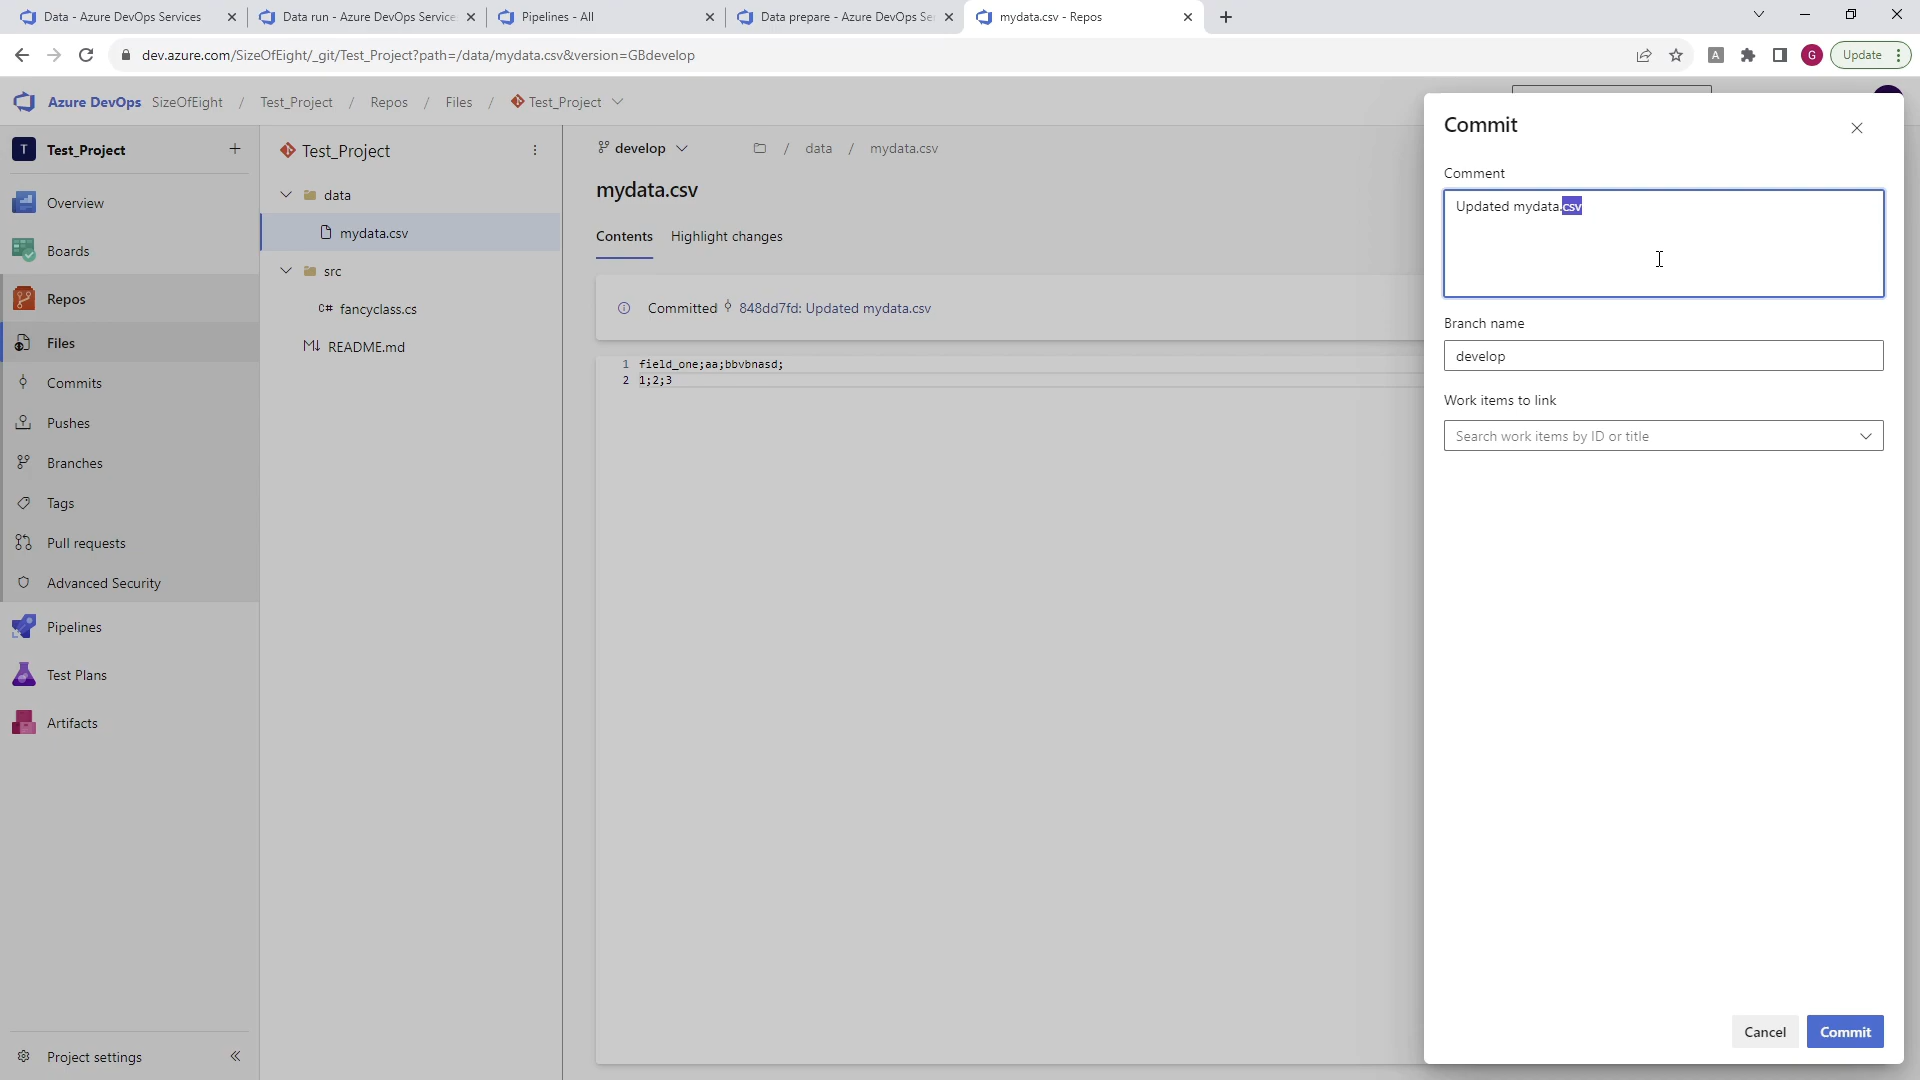 Data - Azure DevOps Services
Data run - Azure DevOps Service
Pipelines - All
Data prepare - Azure DevOps Se
mydata.csv - Repos
dev.azure.com/SizeOfEight/_git/Test_Project?path=/data/mydata.csv&version=GBdevelop
A
G
Update
Azure DevOps SizeOfEight / Test_Project / Repos / Files / Test_Project
T Test_Project
Overview
Boards
Repos
Files
Commits
Pushes
Branches
Tags
Pull requests
Advanced Security
Pipelines
Test Plans
Artifacts
Project settings
Test_Project
data
mydata.csv
src
C# fancyclass.cs
M↓ README.md
develop
/ data / mydata.csv
mydata.csv
Contents Highlight changes
Committed 848dd7fd: Updated mydata.csv
1 field_one;aa;bbvbnasd;
2 1;2;3
Commit
Comment
Updated mydata.csv
Branch name
develop
Work items to link
Search work items by ID or title
Cancel Commit